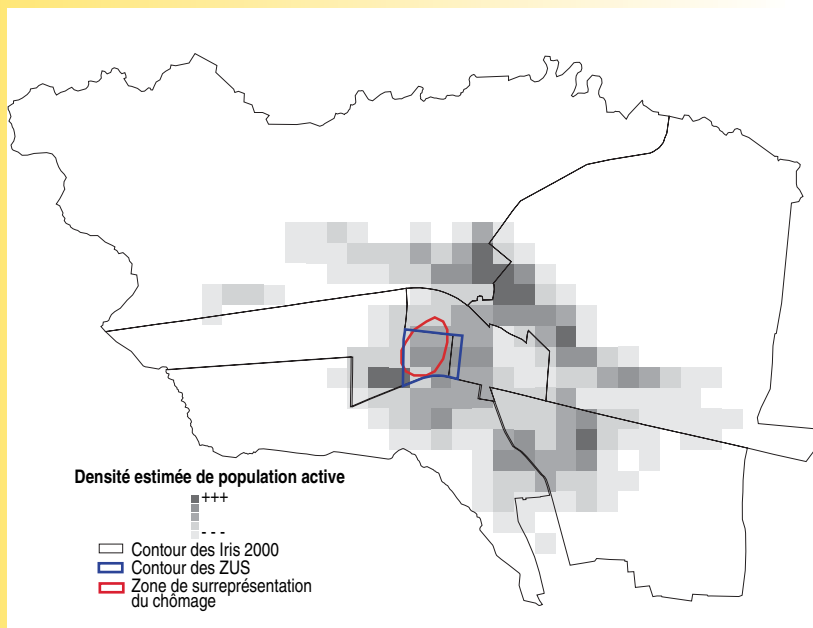 Densité estimée de population active
+++
- - -
Contour des Iris 2000
Contour des ZUS
Zone de surreprésentation
du chômage